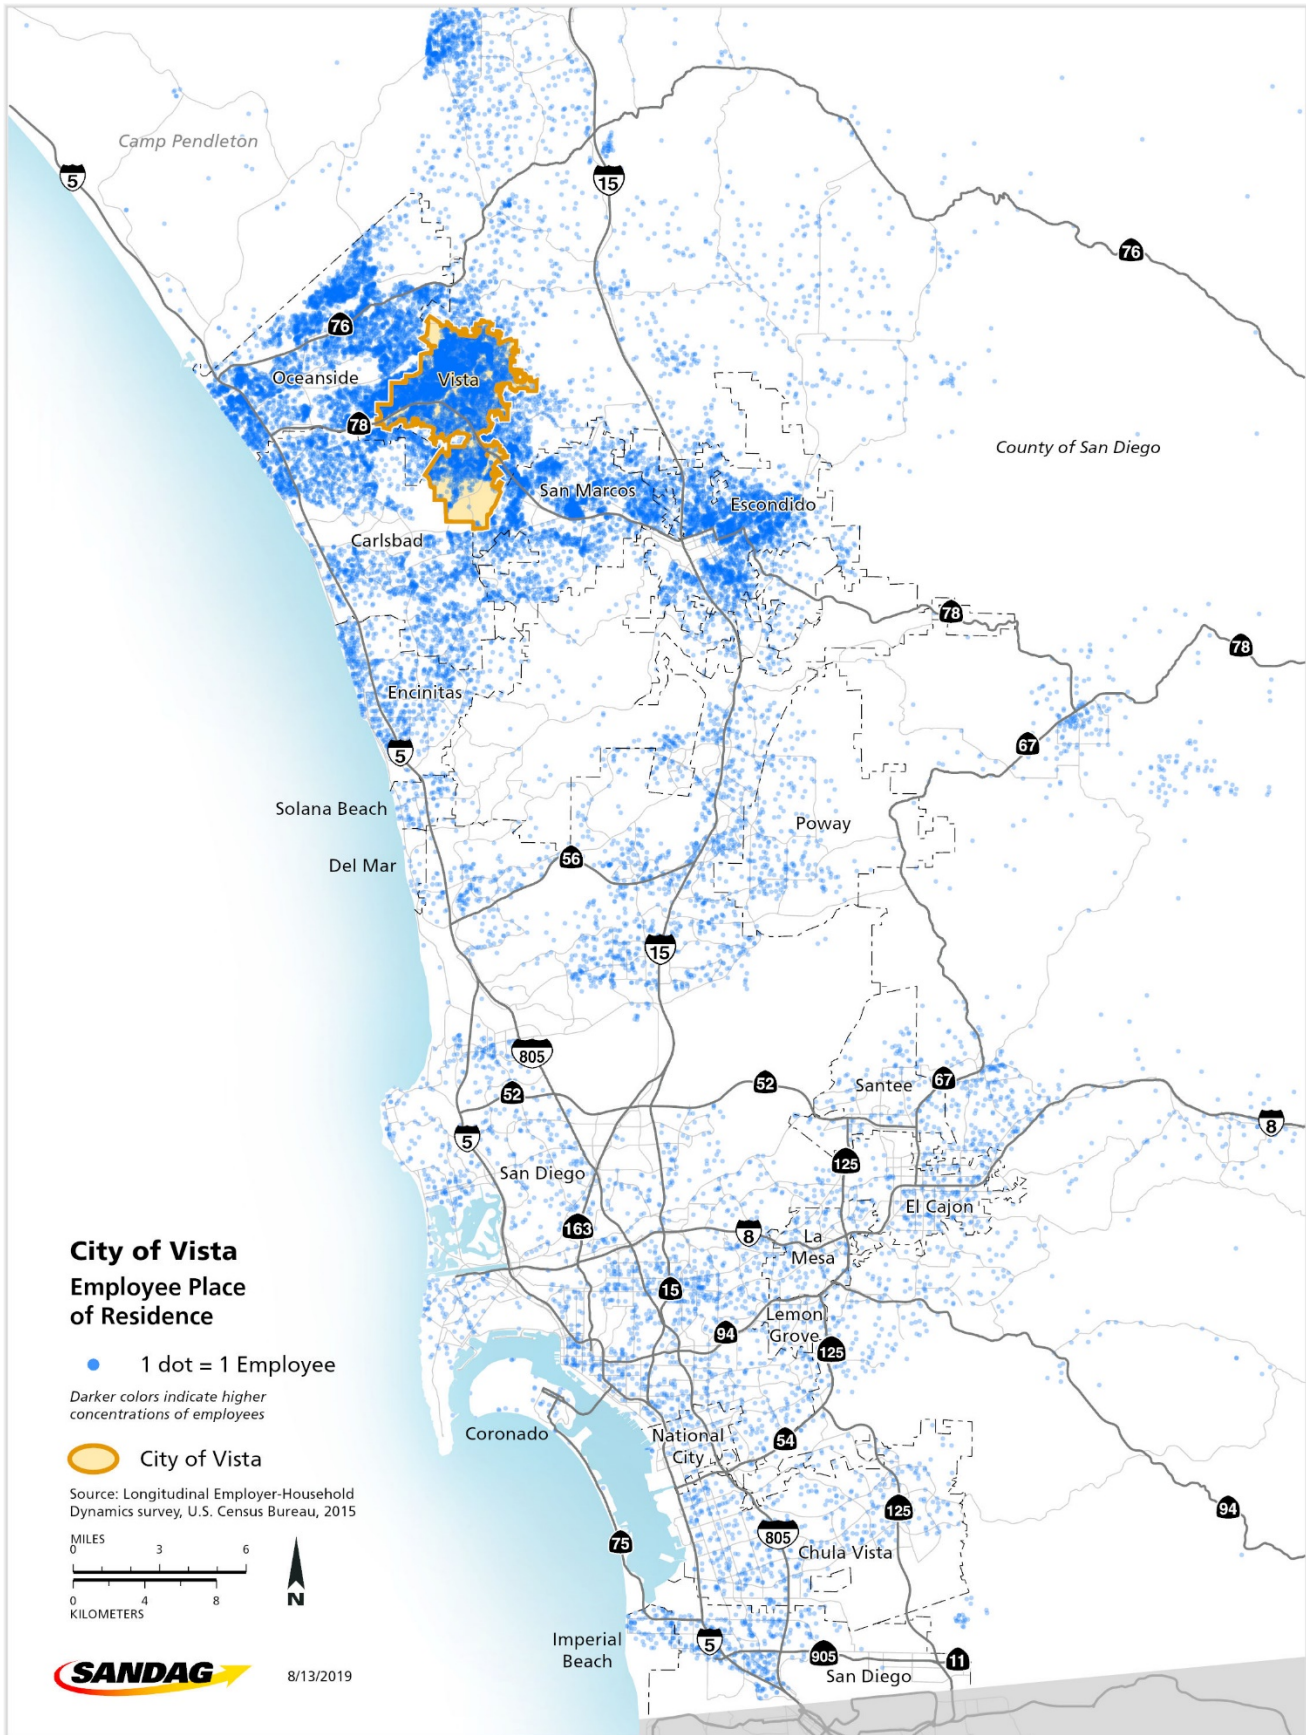 Camp Pendleton
5
15
76
76
Oceanside
Vista
78
County of San Diego
San Marcos
Escondido
Carlsbad
78
78
Encinitas
67
5
Solana Beach
Poway
56
Del Mar
15
805
52
52
Santee
67
5
8
125
San Diego
El Cajon
163
8
La
Mesa
15
Lemon
Grove
94
125
Coronado
National
City
54
125
94
75
805
Chula Vista
Imperial
Beach
5
905
San Diego
11
City of Vista
Employee Place
of Residence
1 dot = 1 Employee
Darker colors indicate higher
concentrations of employees
City of Vista
Source: Longitudinal Employer-Household
Dynamics survey, U.S. Census Bureau, 2015
MILES
0 3 6
0 4 8
KILOMETERS
N
SANDAG
8/13/2019